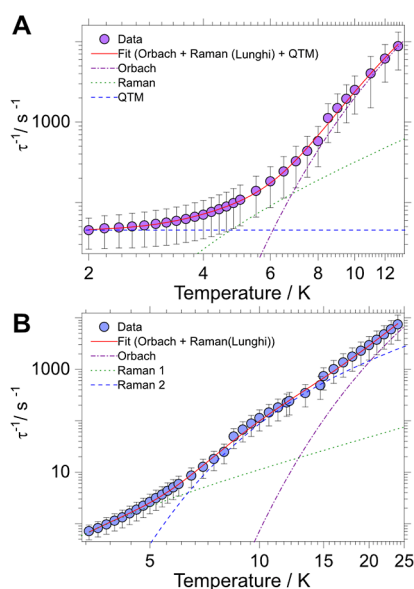 A
Data
Fit (Orbach + Raman (Lunghi) + QTM)
Orbach
Raman
QTM
1000
τ⁻¹/ s⁻¹
2 4 6 8 10 12
Temperature / K
B
Data
Fit (Orbach + Raman(Lunghi))
Orbach
Raman 1
Raman 2
1000
10
τ⁻¹/ s⁻¹
5 10 15 20 25
Temperature / K